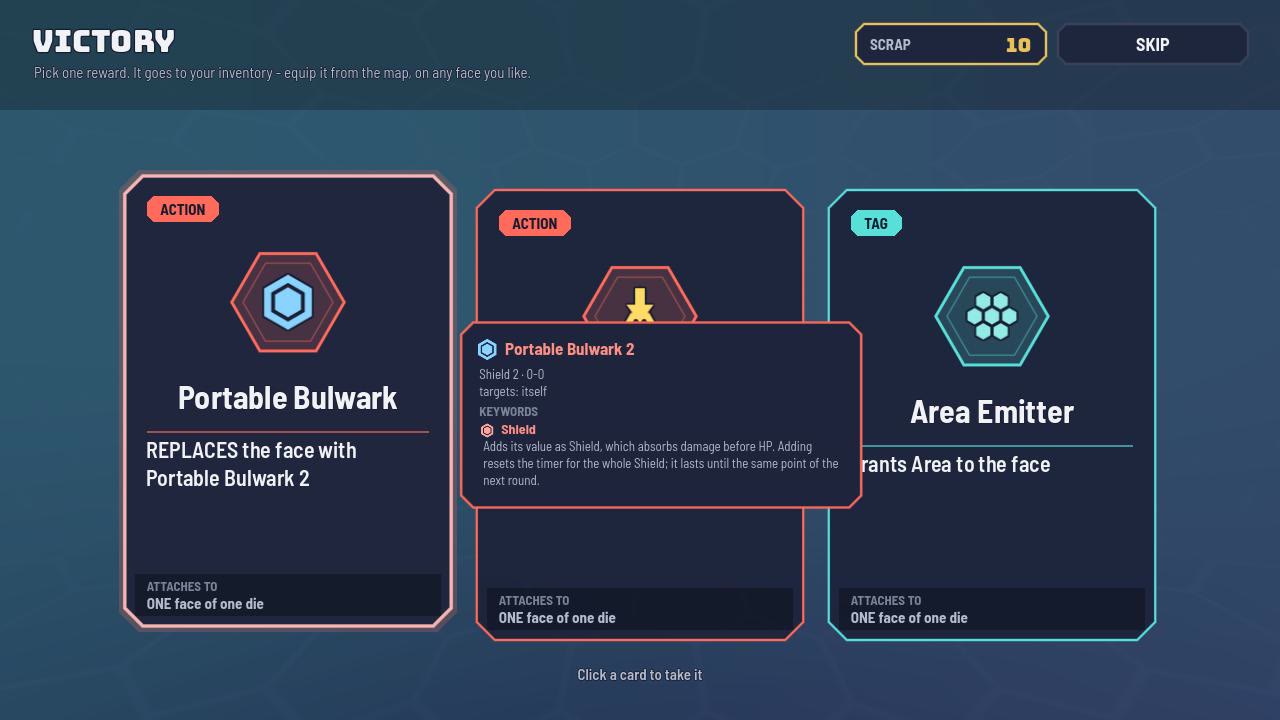 VICTORY
Pick one reward. It goes to your inventory - equip it from the map, on any face you like.
SCRAP 10
SKIP
ACTION
Portable Bulwark
REPLACES the face with
Portable Bulwark 2
ATTACHES TO
ONE face of one die
ACTION
Portable Bulwark 2
Shield 2 · 0-0
targets: itself
KEYWORDS
Shield
Adds its value as Shield, which absorbs damage before HP. Adding
resets the timer for the whole Shield; it lasts until the same point of the
next round.
ATTACHES TO
ONE face of one die
TAG
Area Emitter
rants Area to the face
ATTACHES TO
ONE face of one die
Click a card to take it